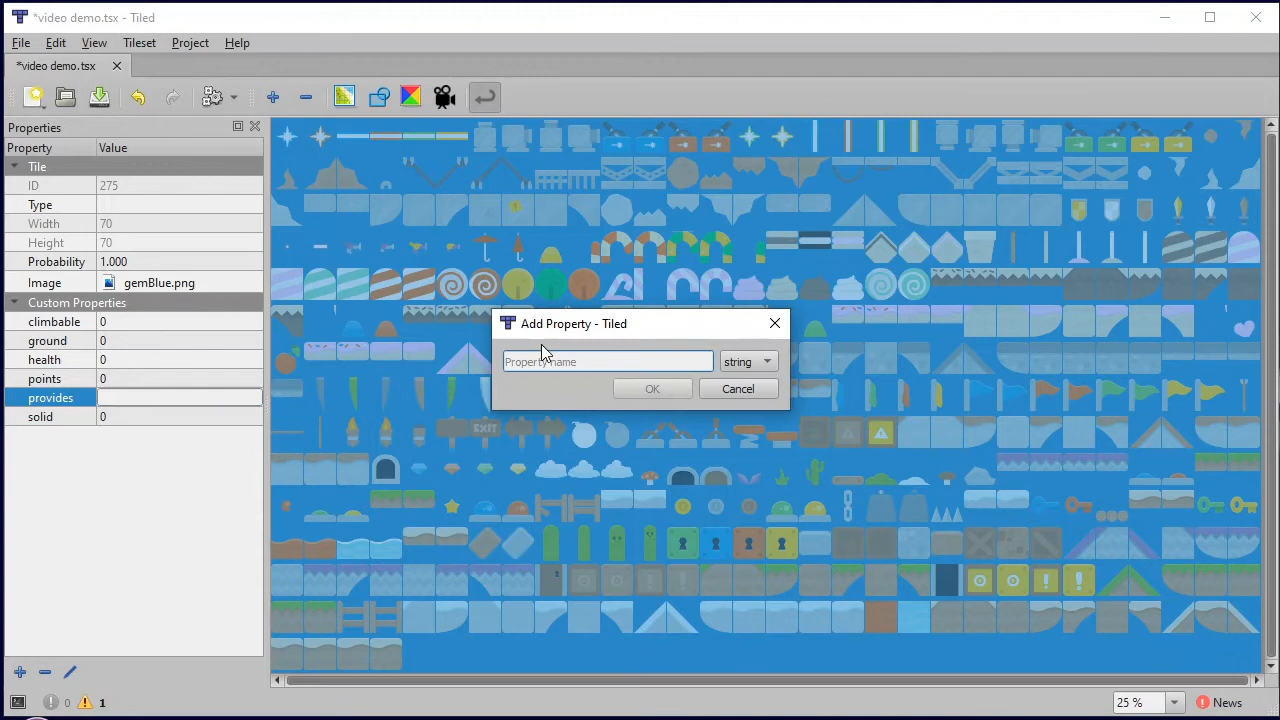 *video demo.tsx - Tiled
File Edit View Tileset Project Help
*video demo.tsx
Properties
Property Value
Tile
ID 275
Type
Width 70
Height 70
Probability 1.000
Image gemBlue.png
Custom Properties
climbable 0
ground 0
health 0
points 0
provides
solid 0
EXIT
Add Property - Tiled
Property name string
OK Cancel
0 1 25 % News